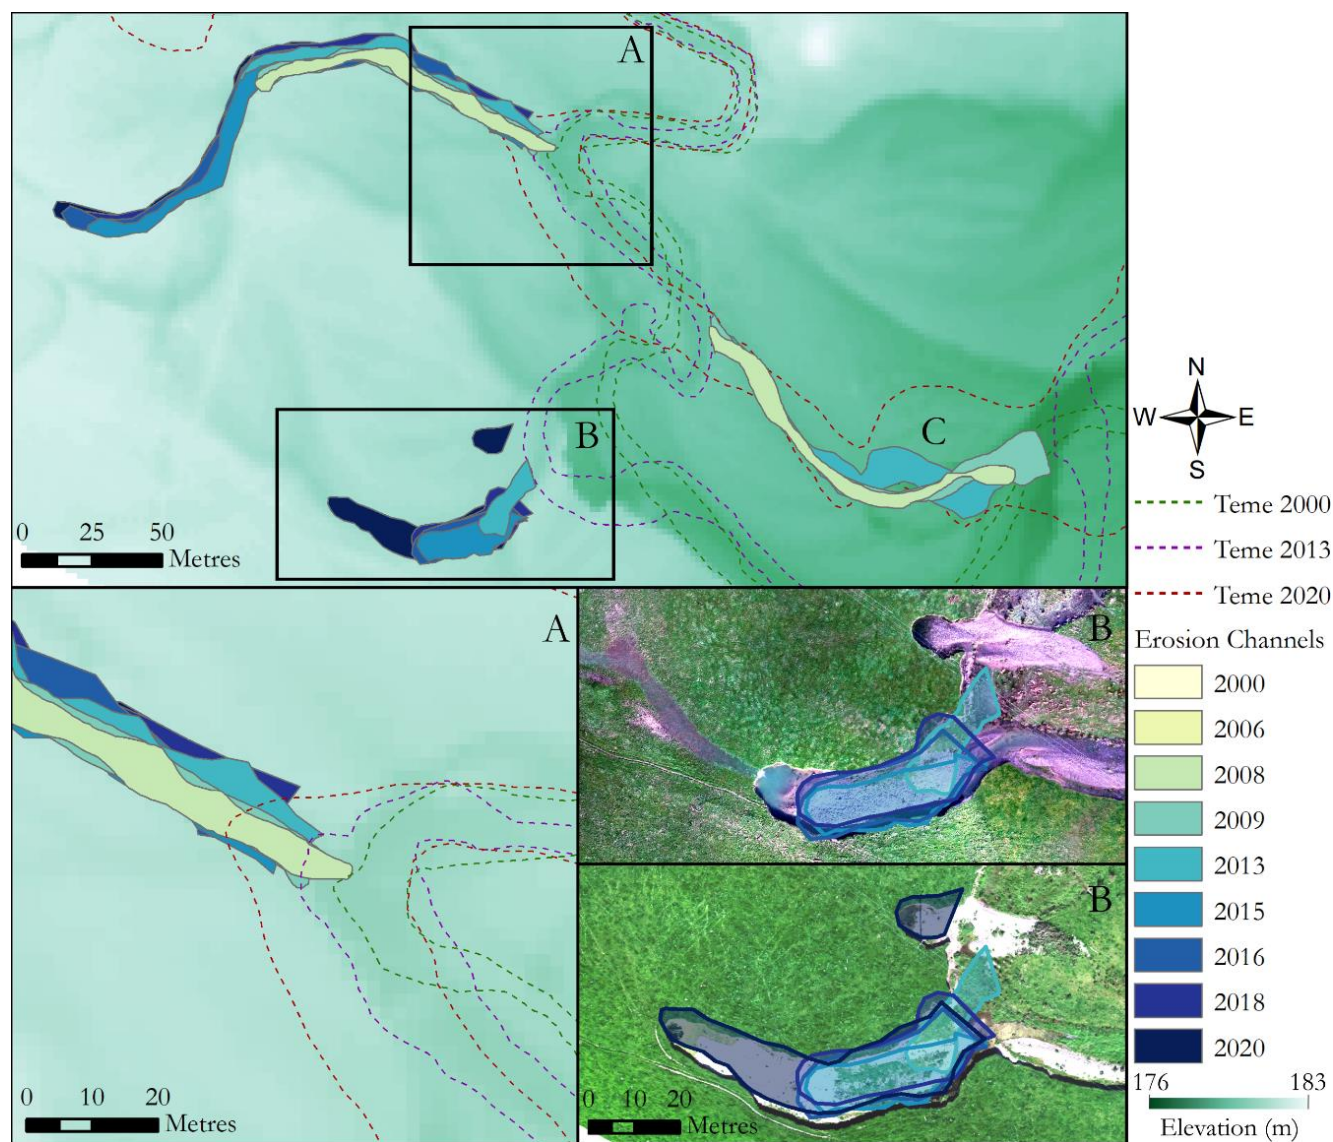 A
B
C
0 25 50
Metres
A
0 10 20
Metres
B
B
0 10 20
Metres
N
W E
S
Teme 2000
Teme 2013
Teme 2020
Erosion Channels
2000
2006
2008
2009
2013
2015
2016
2018
2020
176 183
Elevation (m)